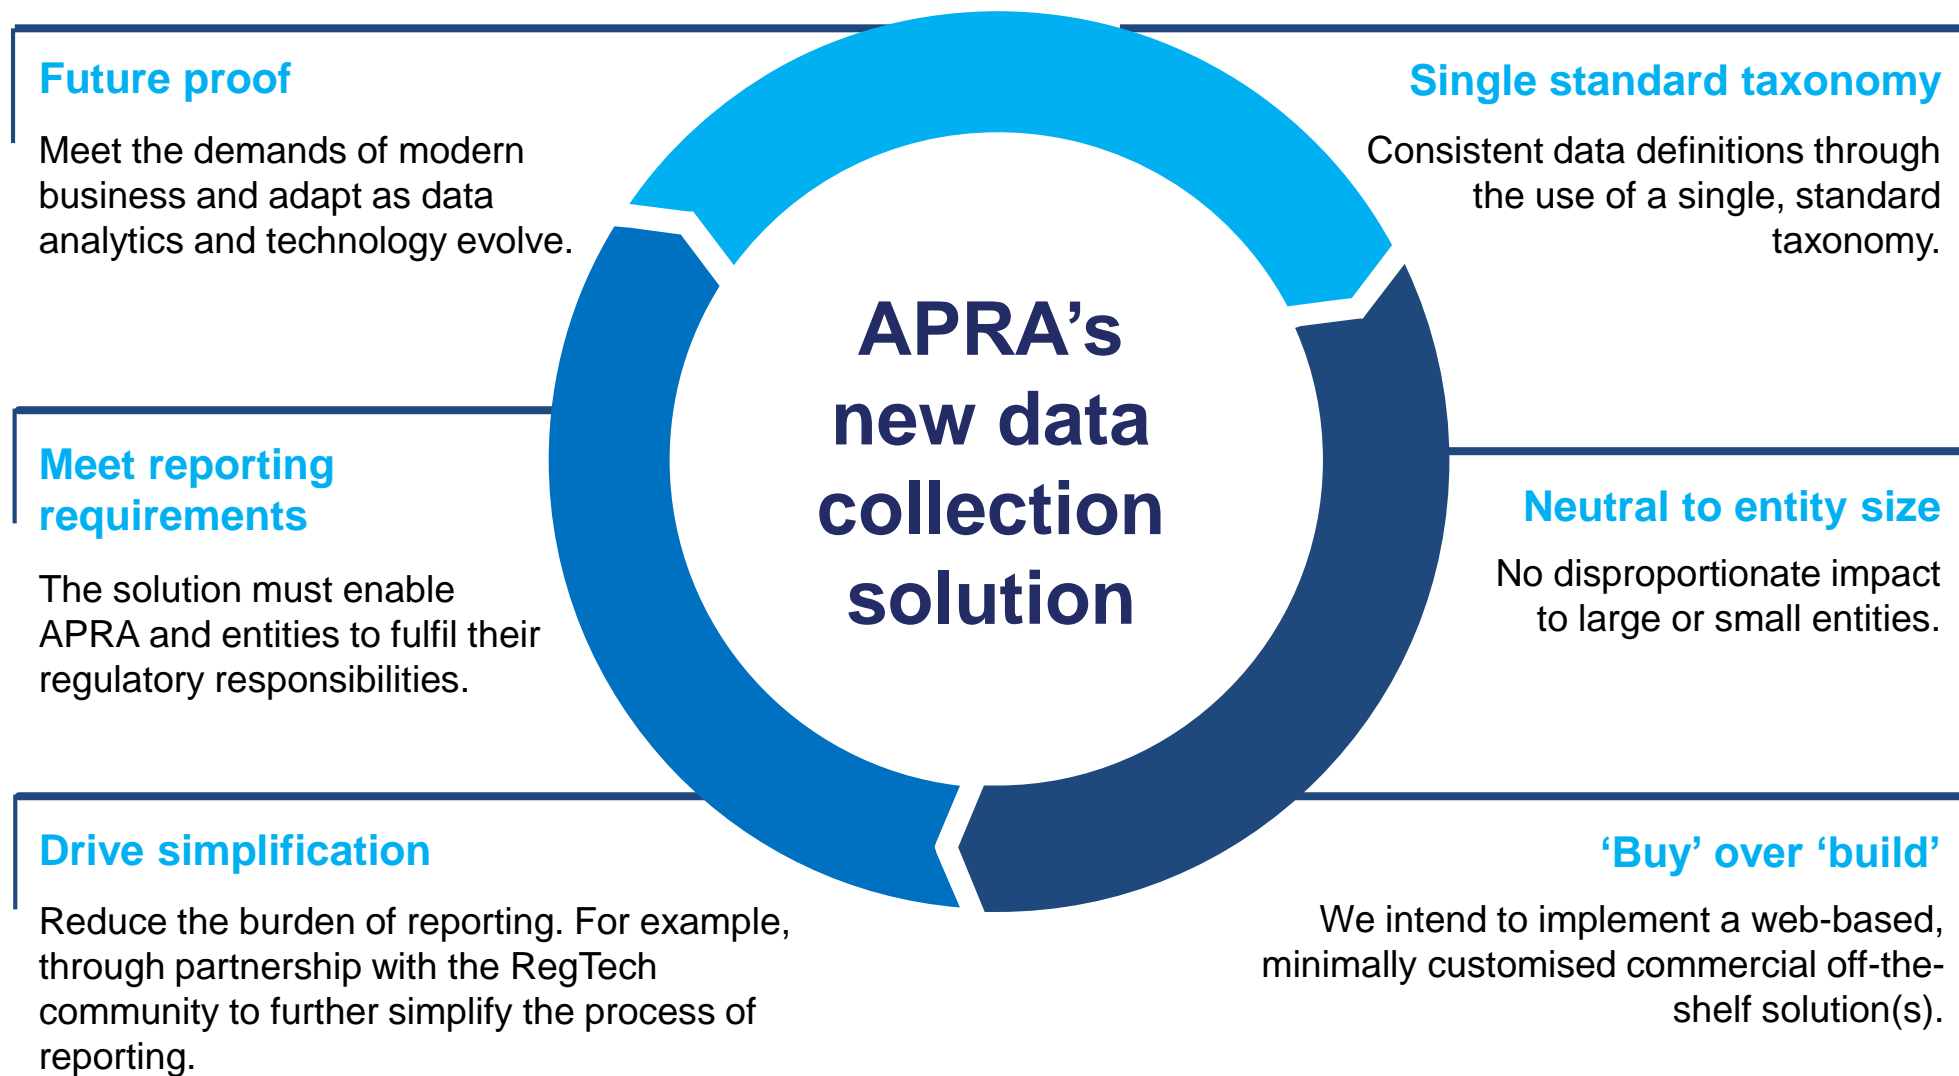 Future proof
Meet the demands of modern
business and adapt as data
analytics and technology evolve.
Meet reporting
requirements
The solution must enable
APRA and entities to fulfil their
regulatory responsibilities.
Drive simplification
Reduce the burden of reporting. For example,
through partnership with the RegTech
community to further simplify the process of
reporting.
APRA’s
new data
collection
solution
Single standard taxonomy
Consistent data definitions through
the use of a single, standard
taxonomy.
Neutral to entity size
No disproportionate impact
to large or small entities.
‘Buy’ over ‘build’
We intend to implement a web-based,
minimally customised commercial off-the-
shelf solution(s).